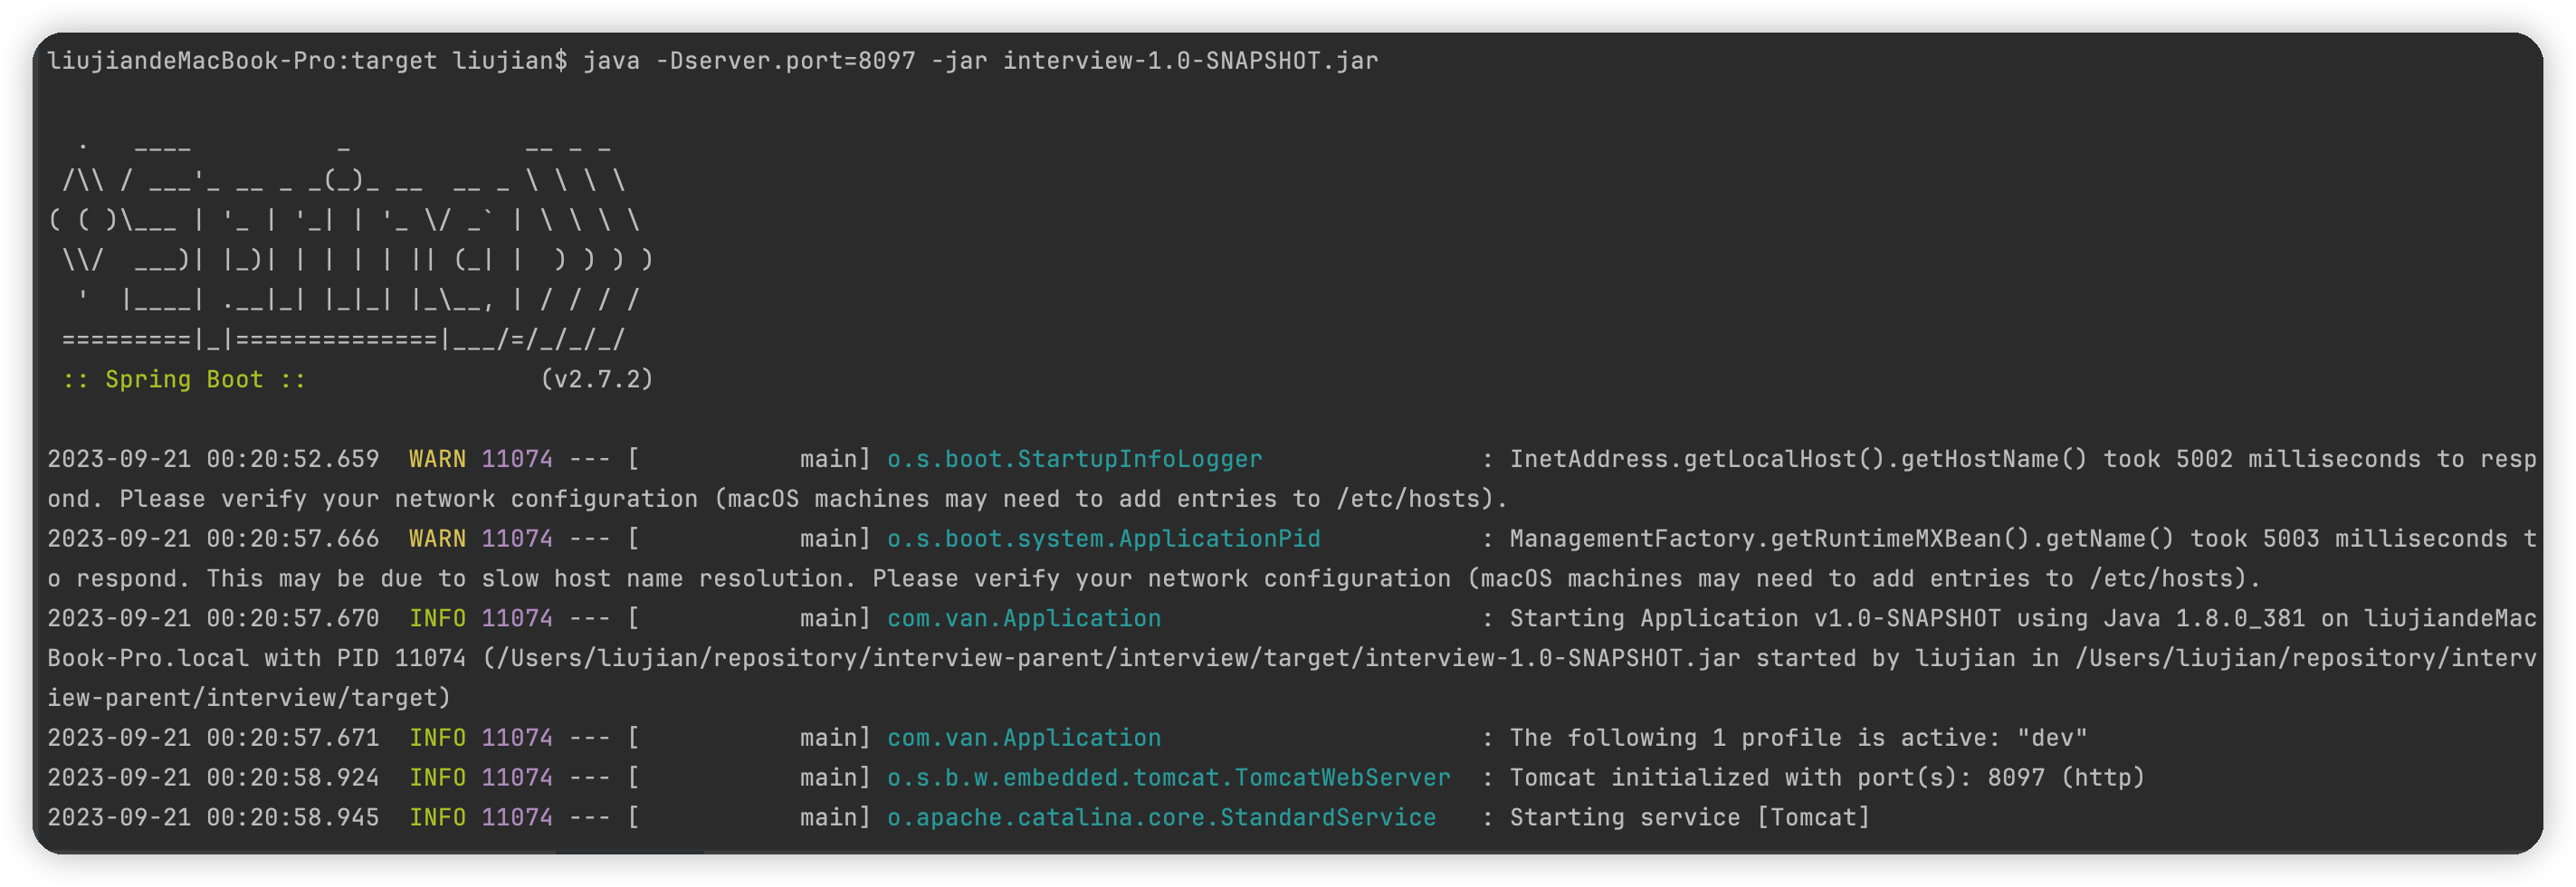 liujiandeMacBook-Pro:target liujian$ java -Dserver.port=8097 -jar interview-1.0-SNAPSHOT.jar

  .   ____          _            __ _ _
 /\\ / ___'_ __ _ _(_)_ __  __ _ \ \ \ \
( ( )\___ | '_ | '_| | '_ \/ _` | \ \ \ \
 \\/  ___)| |_)| | | | | || (_| |  ) ) ) )
  '  |____| .__|_| |_|_| |_\__, | / / / /
 =========|_|==============|___/=/_/_/_/
 :: Spring Boot ::                (v2.7.2)

2023-09-21 00:20:52.659  WARN 11074 --- [           main] o.s.boot.StartupInfoLogger               : InetAddress.getLocalHost().getHostName() took 5002 milliseconds to resp
ond. Please verify your network configuration (macOS machines may need to add entries to /etc/hosts).
2023-09-21 00:20:57.666  WARN 11074 --- [           main] o.s.boot.system.ApplicationPid           : ManagementFactory.getRuntimeMXBean().getName() took 5003 milliseconds t
o respond. This may be due to slow host name resolution. Please verify your network configuration (macOS machines may need to add entries to /etc/hosts).
2023-09-21 00:20:57.670  INFO 11074 --- [           main] com.van.Application                      : Starting Application v1.0-SNAPSHOT using Java 1.8.0_381 on liujiandeMac
Book-Pro.local with PID 11074 (/Users/liujian/repository/interview-parent/interview/target/interview-1.0-SNAPSHOT.jar started by liujian in /Users/liujian/repository/interv
iew-parent/interview/target)
2023-09-21 00:20:57.671  INFO 11074 --- [           main] com.van.Application                      : The following 1 profile is active: "dev"
2023-09-21 00:20:58.924  INFO 11074 --- [           main] o.s.b.w.embedded.tomcat.TomcatWebServer  : Tomcat initialized with port(s): 8097 (http)
2023-09-21 00:20:58.945  INFO 11074 --- [           main] o.apache.catalina.core.StandardService   : Starting service [Tomcat]